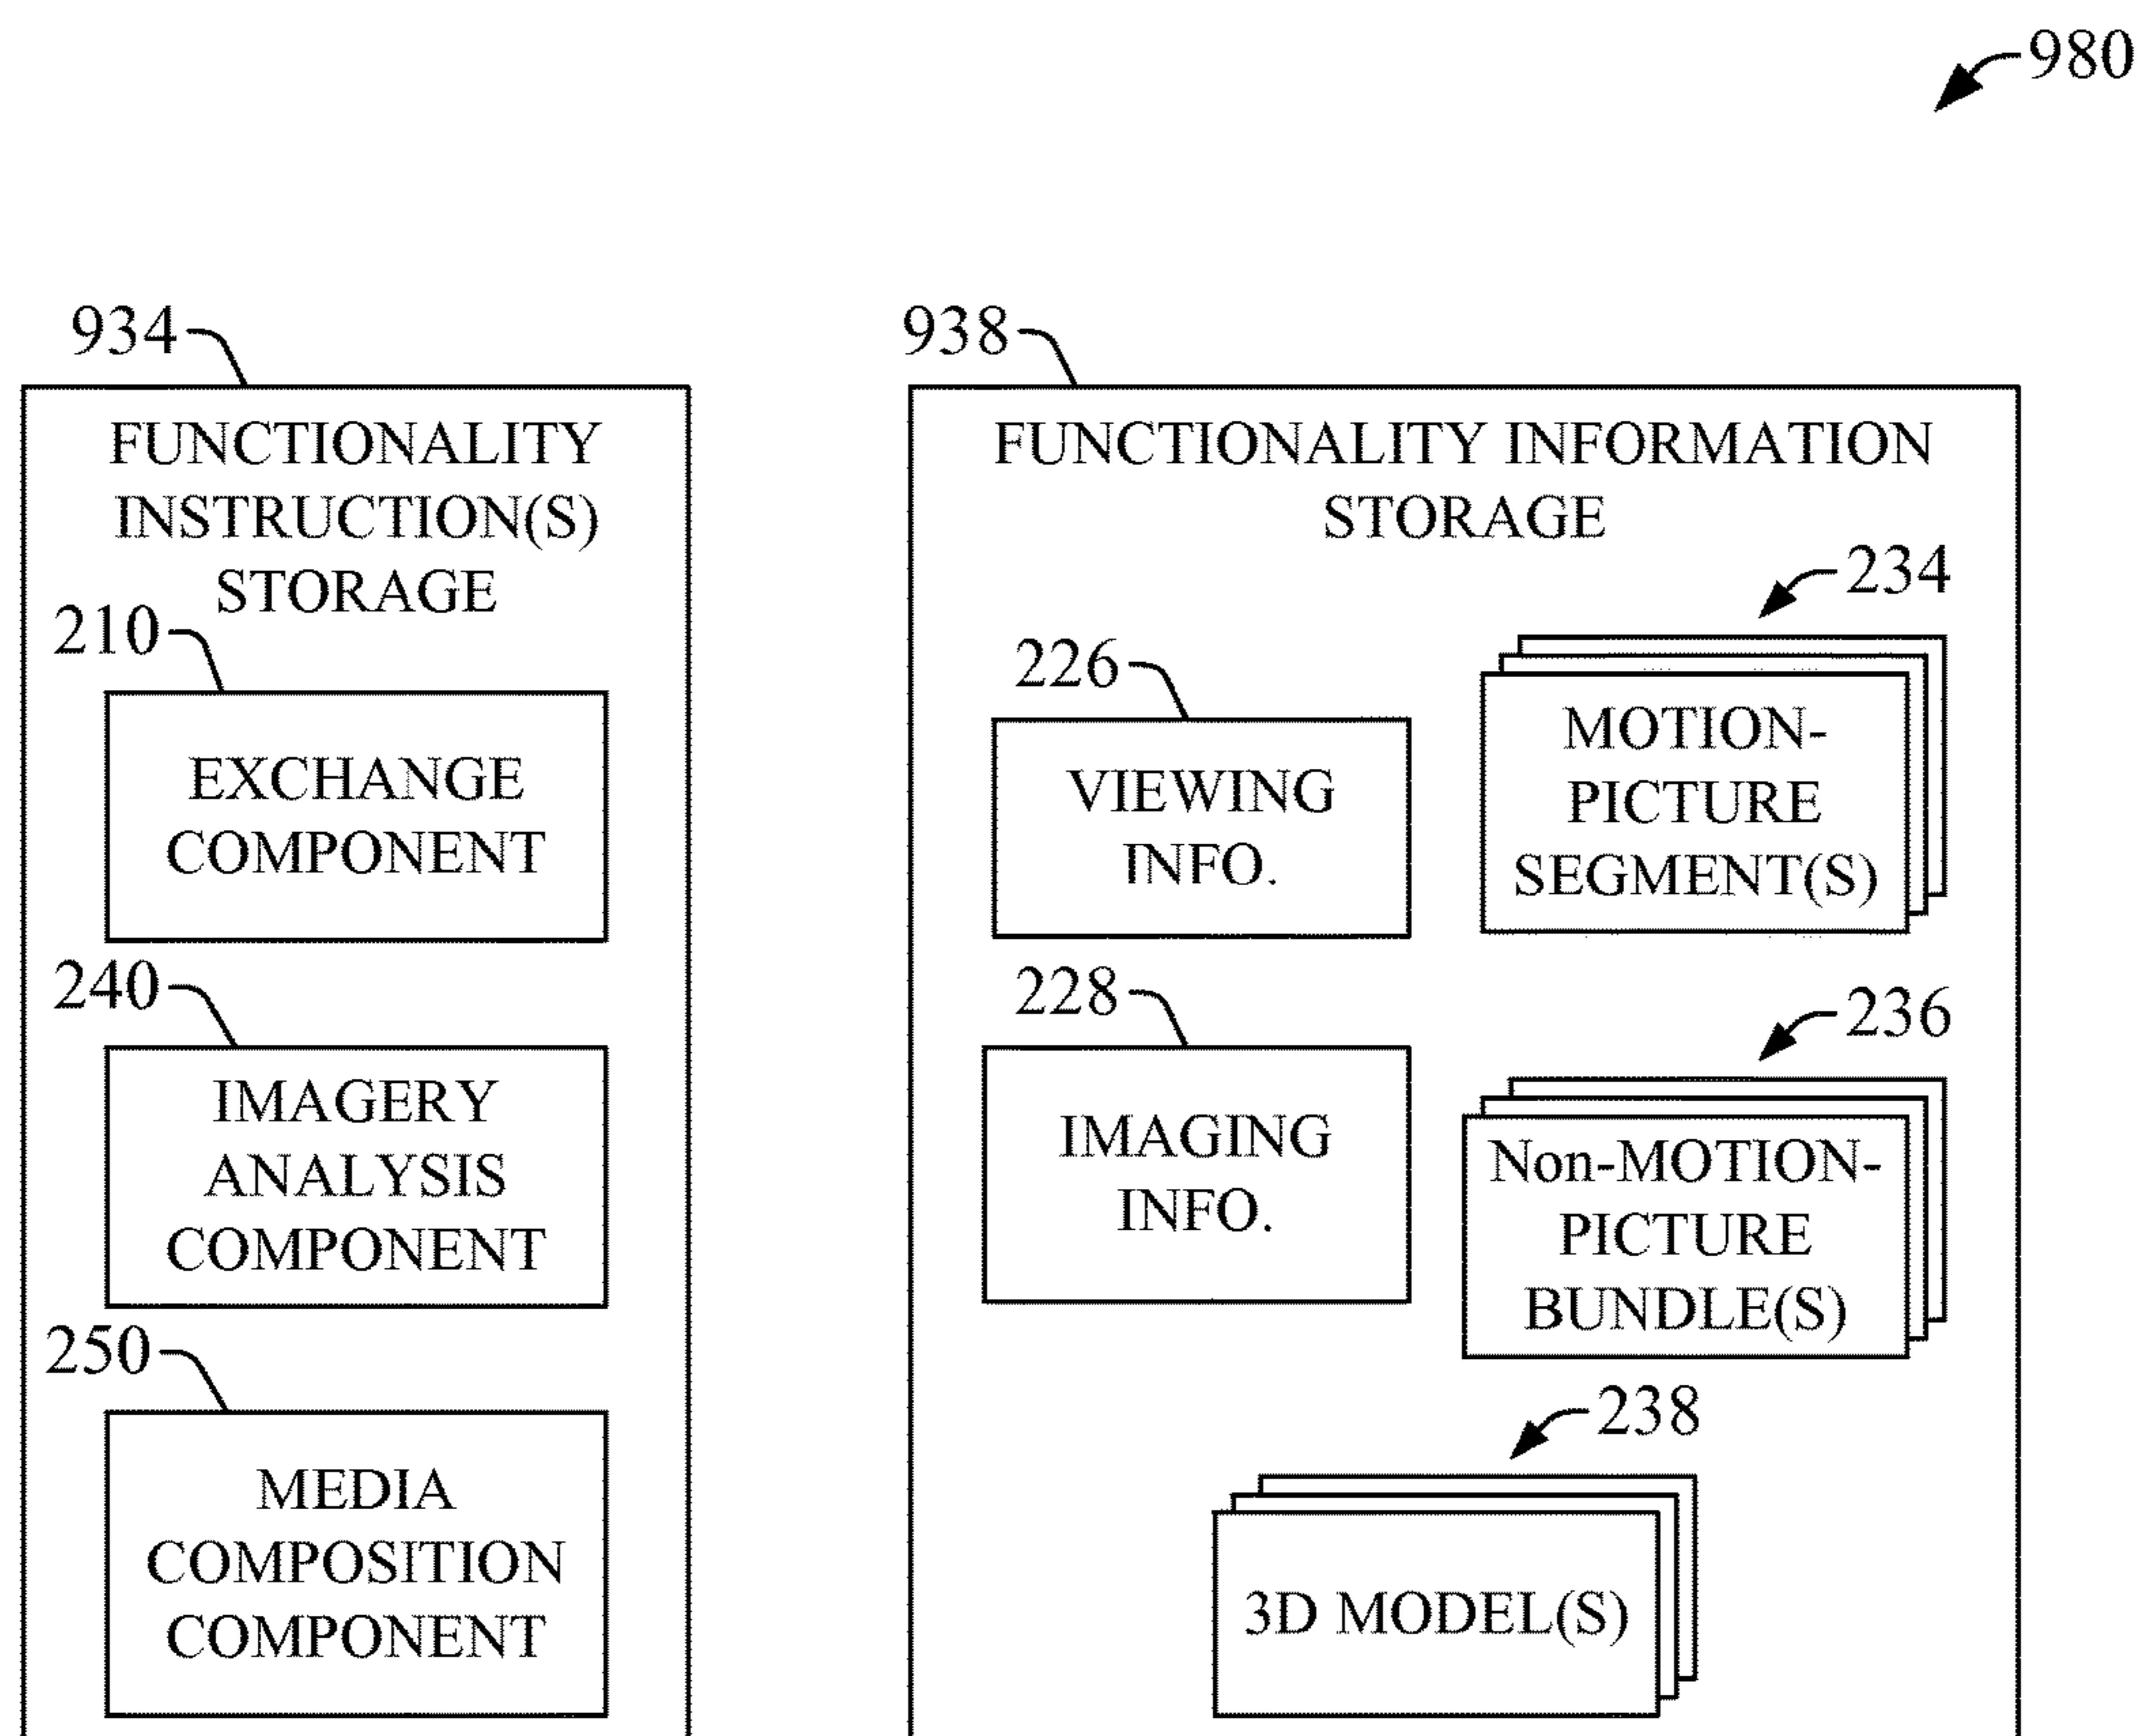 980
934
FUNCTIONALITY
INSTRUCTION(S)
STORAGE
210
EXCHANGE
COMPONENT
240
IMAGERY
ANALYSIS
COMPONENT
250
MEDIA
COMPOSITION
COMPONENT
938
FUNCTIONALITY INFORMATION
STORAGE
226
VIEWING
INFO.
234
MOTION-
PICTURE
SEGMENT(S)
228
IMAGING
INFO.
236
Non-MOTION-
PICTURE
BUNDLE(S)
238
3D MODEL(S)